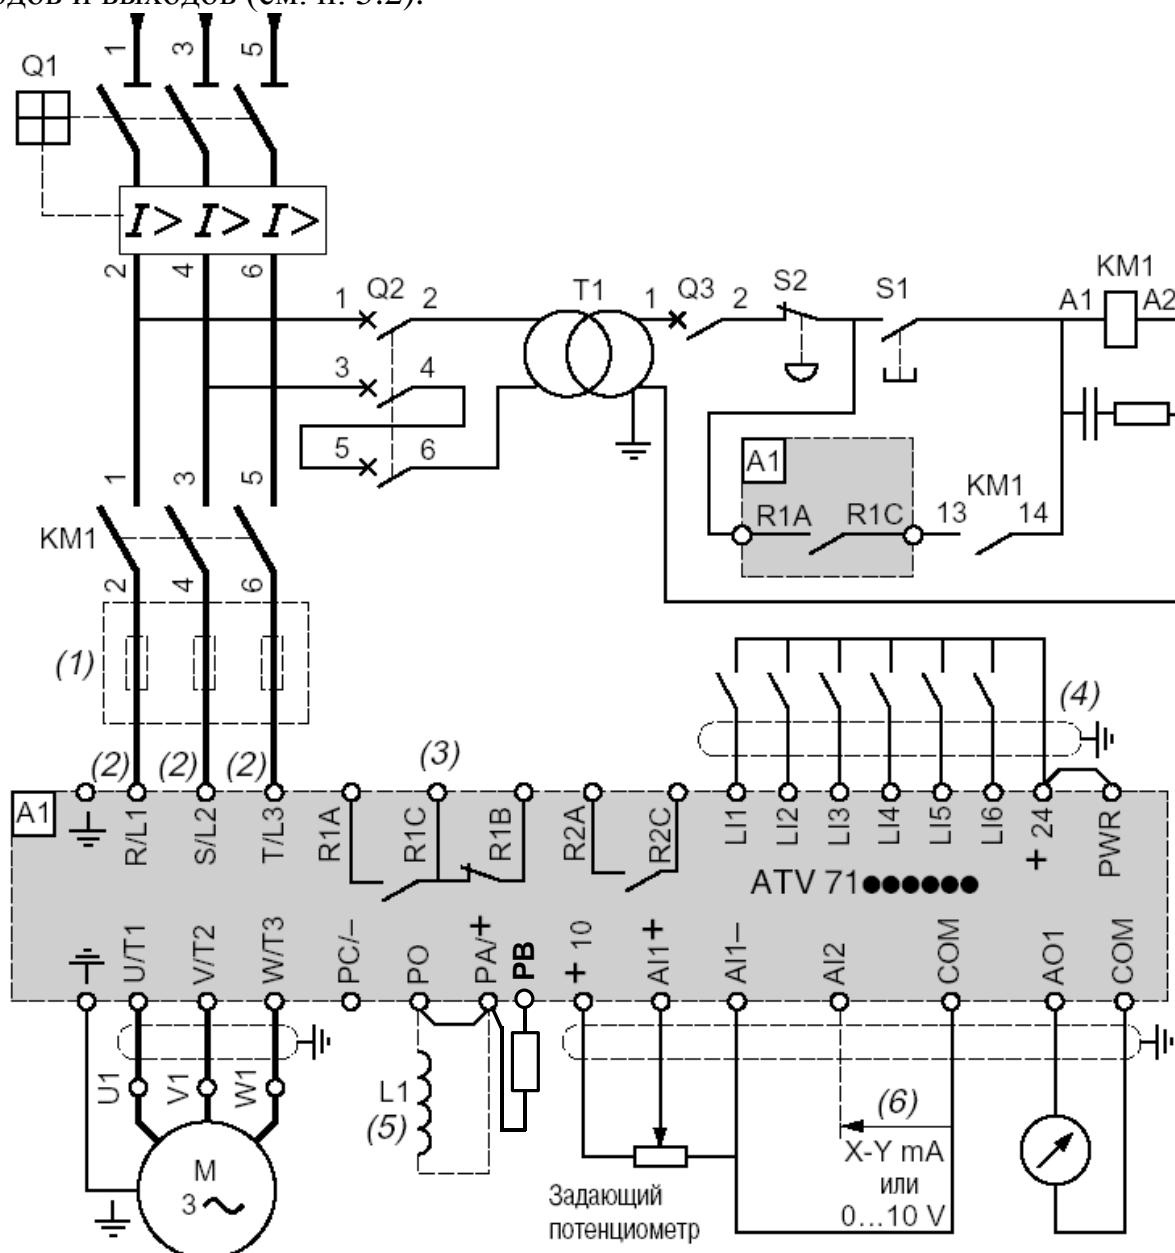 одов и выходов (см. п. 5.2).
1 3 5
Q1
I> I> I>
2 4 6
1 Q2 2
T1
1 Q3 2
S2
S1
KM1
A1 A2
3 4
5 6
A1
R1A R1C
KM1
13 14
1 3 5
KM1
2 4 6
(1)
(2) (2) (2)
(3)
(4)
A1
R/L1 S/L2 T/L3 R1A R1C R1B R2A R2C LI1 LI2 LI3 LI4 LI5 LI6 + 24 PWR
ATV 71●●●●●●
U/T1 V/T2 W/T3 PC/– PO PA/+ PB + 10 AI1+ AI1– AI2 COM AO1 COM
U1 V1 W1
L1
(5)
(6)
X-Y mA
или
0...10 V
M
3
Задающий
потенциометр